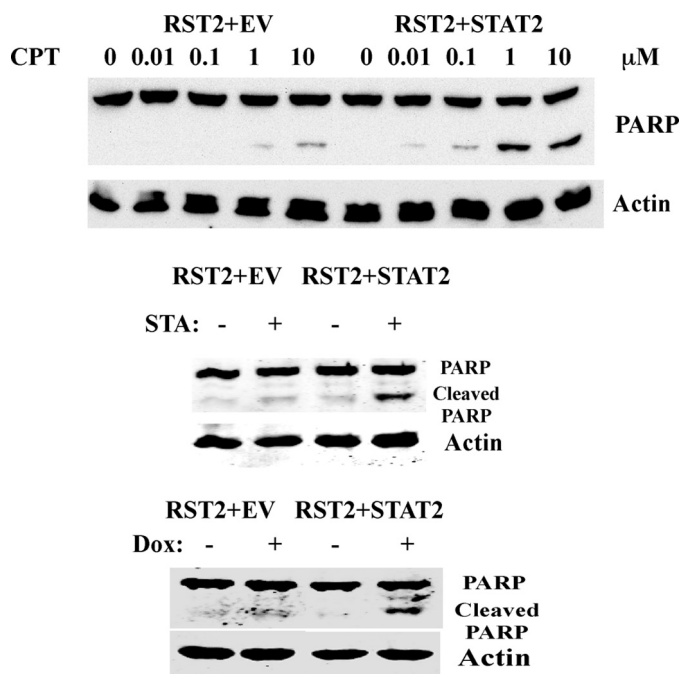 RST2+EV RST2+STAT2
CPT 0 0.01 0.1 1 10 0 0.01 0.1 1 10 μM
PARP
Actin
RST2+EV RST2+STAT2
STA: - + - +
PARP
Cleaved
PARP
Actin
RST2+EV RST2+STAT2
Dox: - + - +
PARP
Cleaved
PARP
Actin